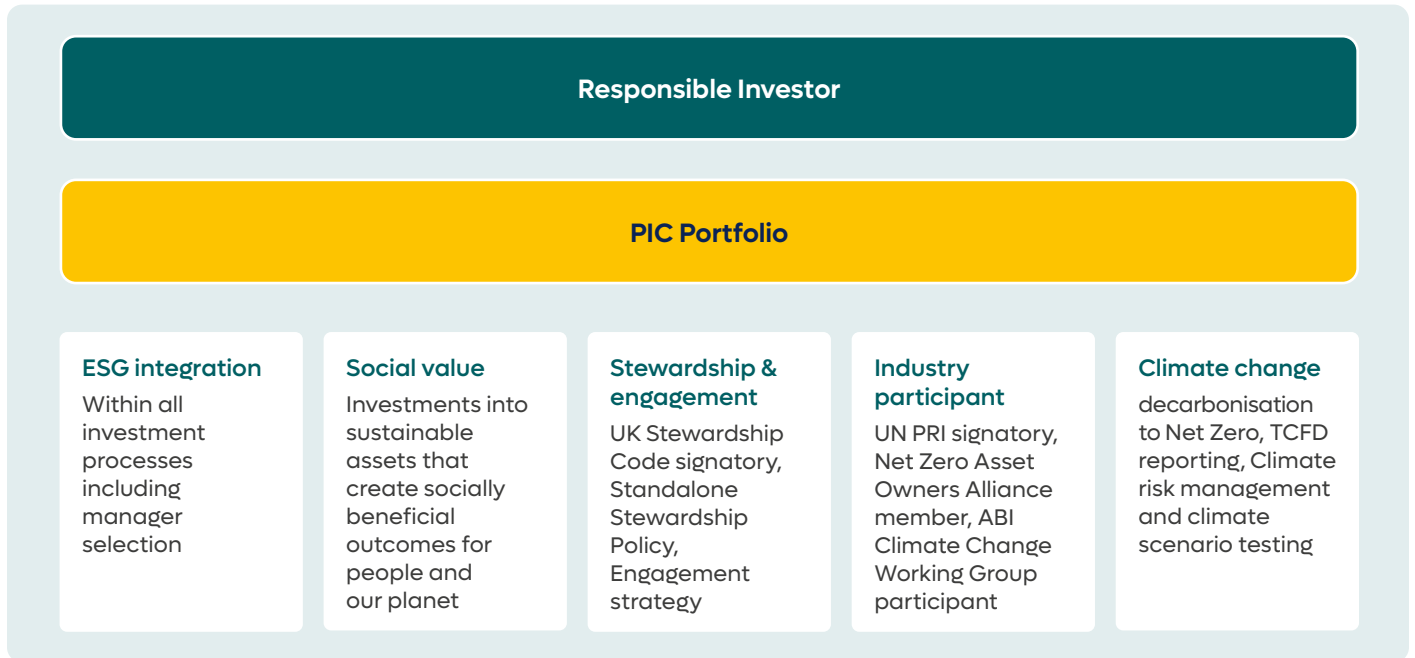 Responsible Investor
PIC Portfolio
ESG integration
Within all
investment
processes
including
manager
selection
Social value
Investments into
sustainable
assets that
create socially
beneficial
outcomes for
people and
our planet
Stewardship &
engagement
UK Stewardship
Code signatory,
Standalone
Stewardship
Policy,
Engagement
strategy
Industry
participant
UN PRI signatory,
Net Zero Asset
Owners Alliance
member, ABI
Climate Change
Working Group
participant
Climate change
decarbonisation
to Net Zero, TCFD
reporting, Climate
risk management
and climate
scenario testing